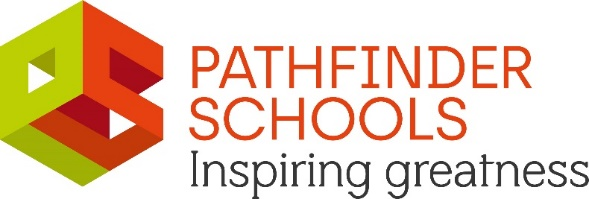 PATHFINDER
SCHOOLS
Inspiring greatness